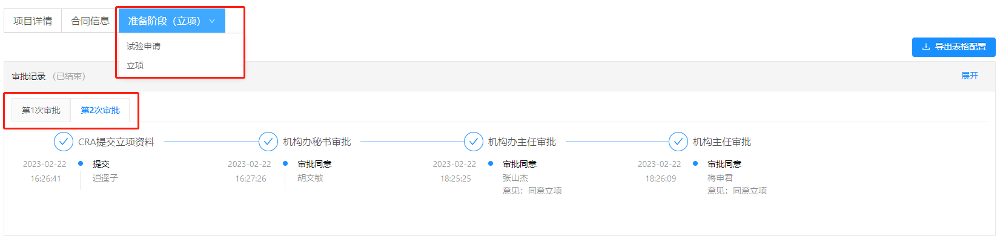 项目详情 合同信息 准备阶段（立项）
试验申请
立项
导出表格配置
审批记录 （已结束） 展开
第1次审批 第2次审批
CRA提交立项资料 机构办秘书审批 机构办主任审批 机构主任审批
2023-02-22 提交 2023-02-22 审批同意 2023-02-22 审批同意 2023-02-22 审批同意
16:26:41 逍遥子 16:27:26 胡文敏 18:25:25 张山杰 18:26:09 梅申君
意见：同意立项 意见：同意立项